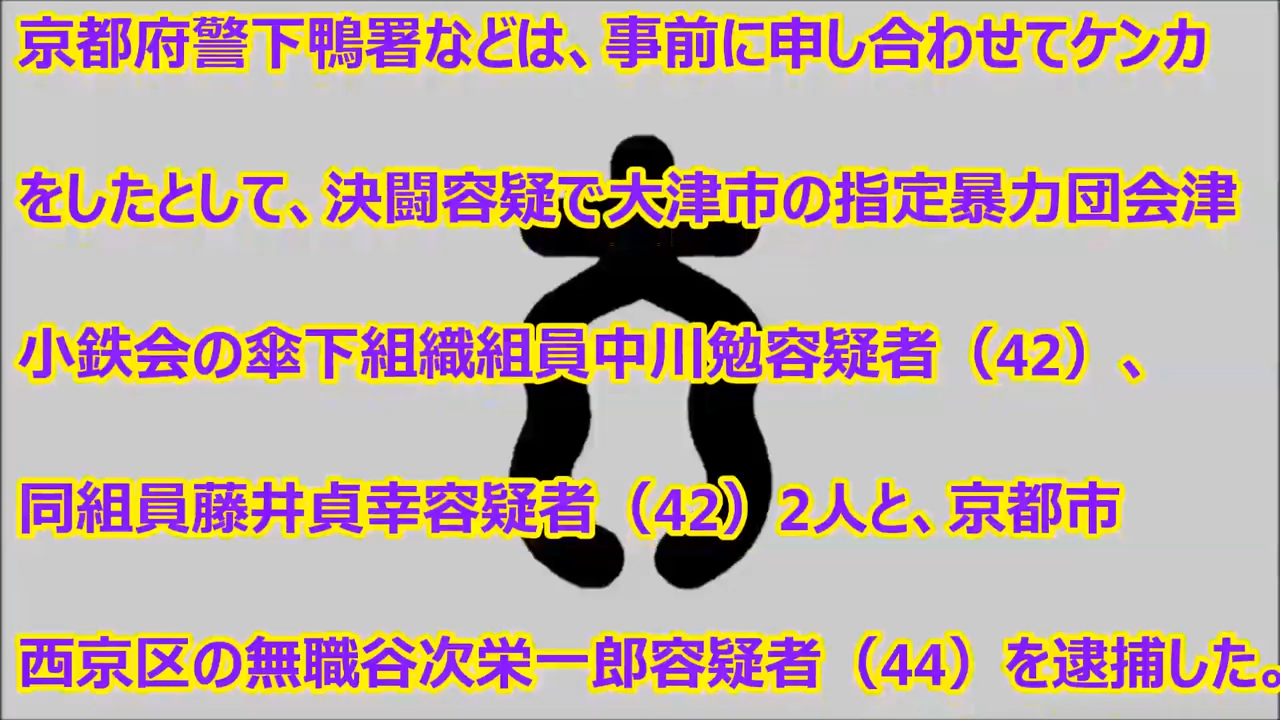 京都府警下鴨署などは、事前に申し合わせてケンカ
をしたとして、決闘容疑で大津市の指定暴力団会津
小鉄会の傘下組織組員中川勉容疑者（42）、
同組員藤井貞幸容疑者（42）2人と、京都市
西京区の無職谷次栄一郎容疑者（44）を逮捕した。